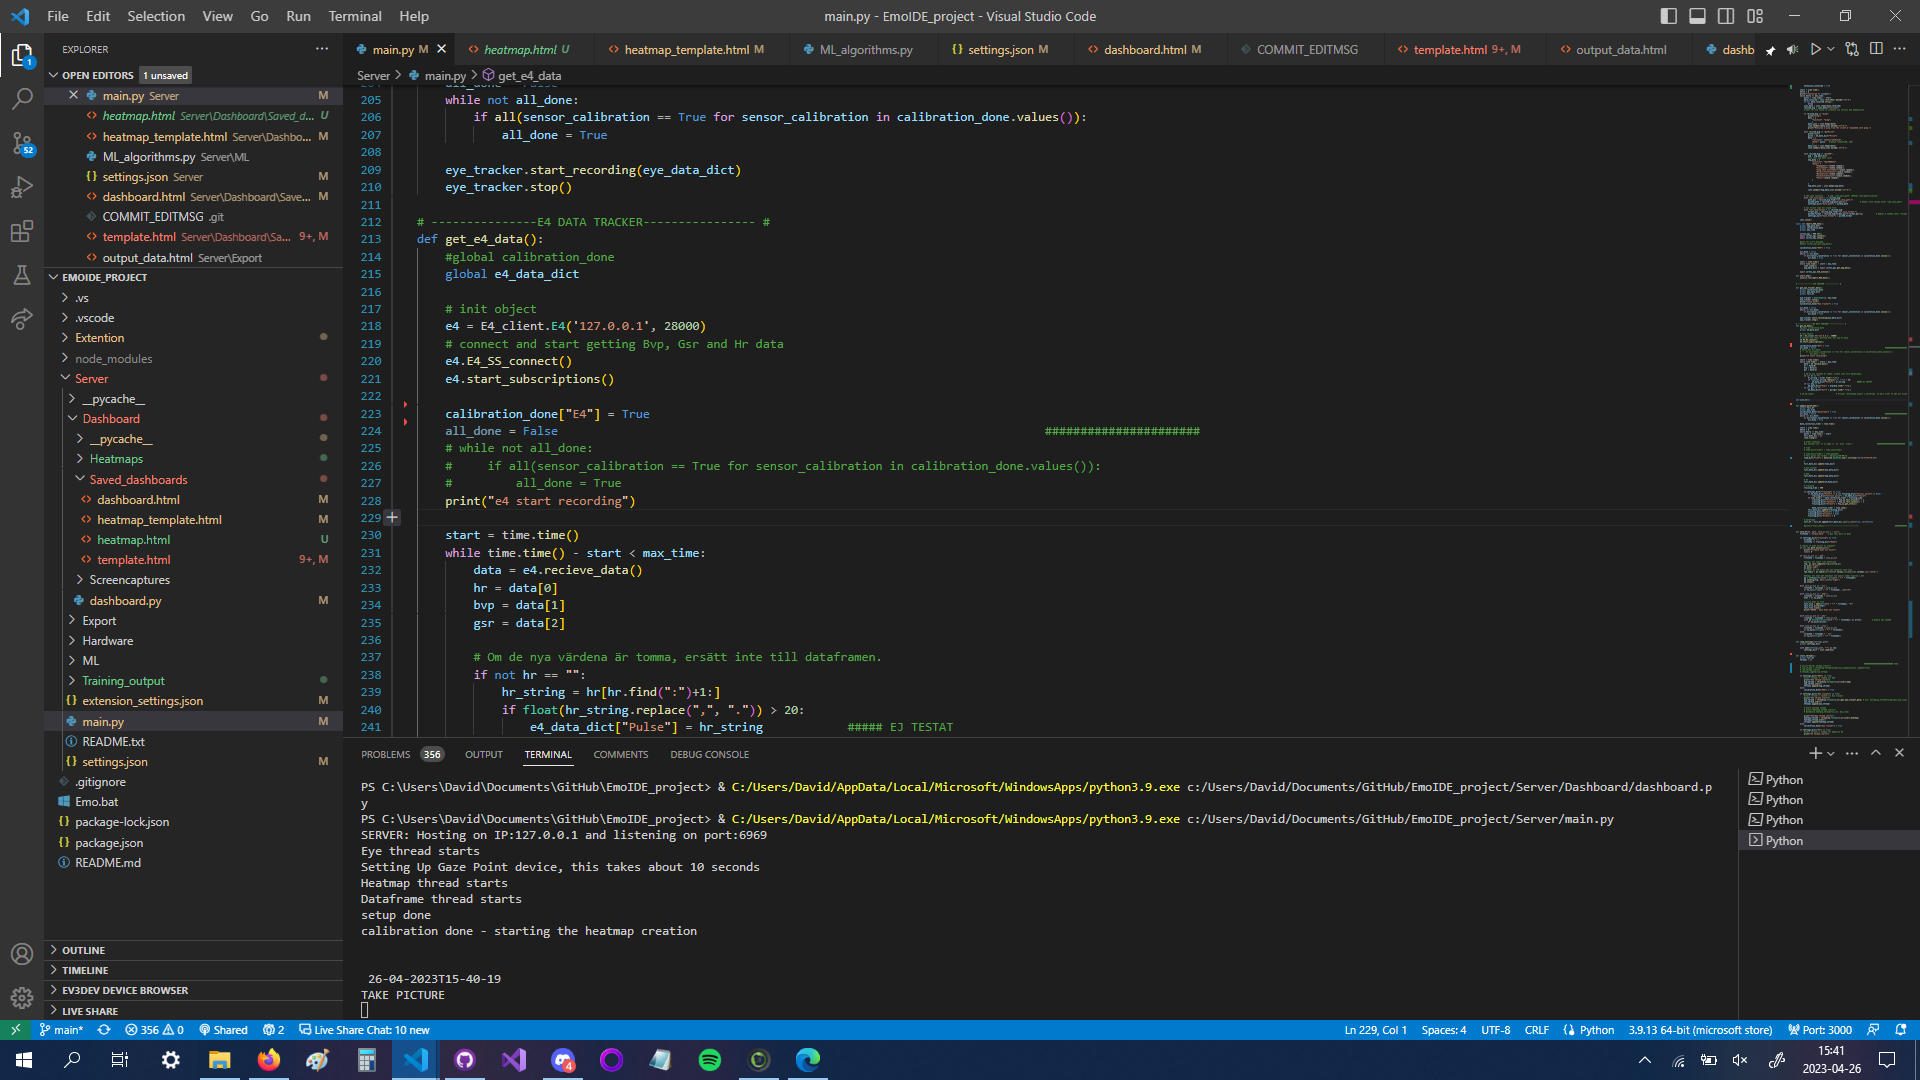 File Edit Selection View Go Run Terminal Help
main.py - EmoIDE_project - Visual Studio Code
EXPLORER
main.py M
heatmap.html U
heatmap_template.html M
ML_algorithms.py
settings.json M
dashboard.html M
COMMIT_EDITMSG
template.html 9+, M
output_data.html
dashb
Server > main.py > get_e4_data
OPEN EDITORS 1 unsaved
main.py Server M
heatmap.html Server\Dashboard\Saved_d... U
heatmap_template.html Server\Dashbo... M
ML_algorithms.py Server\ML
settings.json Server M
dashboard.html Server\Dashboard\Save... M
COMMIT_EDITMSG .git
template.html Server\Dashboard\Sa... 9+, M
output_data.html Server\Export
EMOIDE_PROJECT
.vs
.vscode
Extention
node_modules
Server
__pycache__
Dashboard
__pycache__
Heatmaps
Saved_dashboards
dashboard.html M
heatmap_template.html M
heatmap.html U
template.html 9+, M
Screencaptures
dashboard.py M
Export
Hardware
ML
Training_output
extension_settings.json M
main.py M
README.txt
settings.json M
.gitignore
Emo.bat
package-lock.json
package.json
README.md
OUTLINE
TIMELINE
EV3DEV DEVICE BROWSER
LIVE SHARE
205 while not all_done:
206 if all(sensor_calibration == True for sensor_calibration in calibration_done.values()):
207 all_done = True
208
209 eye_tracker.start_recording(eye_data_dict)
210 eye_tracker.stop()
211
212 # ---------------E4 DATA TRACKER---------------- #
213 def get_e4_data():
214 #global calibration_done
215 global e4_data_dict
216
217 # init object
218 e4 = E4_client.E4('127.0.0.1', 28000)
219 # connect and start getting Bvp, Gsr and Hr data
220 e4.E4_SS_connect()
221 e4.start_subscriptions()
222
223 calibration_done["E4"] = True
224 all_done = False ######################
225 # while not all_done:
226 # if all(sensor_calibration == True for sensor_calibration in calibration_done.values()):
227 # all_done = True
228 print("e4 start recording")
229
230 start = time.time()
231 while time.time() - start < max_time:
232 data = e4.recieve_data()
233 hr = data[0]
234 bvp = data[1]
235 gsr = data[2]
236
237 # Om de nya värdena är tomma, ersätt inte till dataframen.
238 if not hr == "":
239 hr_string = hr[hr.find(":")+1:]
240 if float(hr_string.replace(",", ".")) > 20:
241 e4_data_dict["Pulse"] = hr_string ##### EJ TESTAT
PROBLEMS 356 OUTPUT TERMINAL COMMENTS DEBUG CONSOLE
PS C:\Users\David\Documents\GitHub\EmoIDE_project> & C:/Users/David/AppData/Local/Microsoft/WindowsApps/python3.9.exe c:/Users/David/Documents/GitHub/EmoIDE_project/Server/Dashboard/dashboard.p
y
PS C:\Users\David\Documents\GitHub\EmoIDE_project> & C:/Users/David/AppData/Local/Microsoft/WindowsApps/python3.9.exe c:/Users/David/Documents/GitHub/EmoIDE_project/Server/main.py
SERVER: Hosting on IP:127.0.0.1 and listening on port:6969
Eye thread starts
Setting Up Gaze Point device, this takes about 10 seconds
Heatmap thread starts
Dataframe thread starts
setup done
calibration done - starting the heatmap creation
26-04-2023T15-40-19
TAKE PICTURE
Python
Python
Python
Python
main* 356 0 Shared 2 Live Share Chat: 10 new
Ln 229, Col 1 Spaces: 4 UTF-8 CRLF Python 3.9.13 64-bit (microsoft store) Port: 3000
15:41
2023-04-26